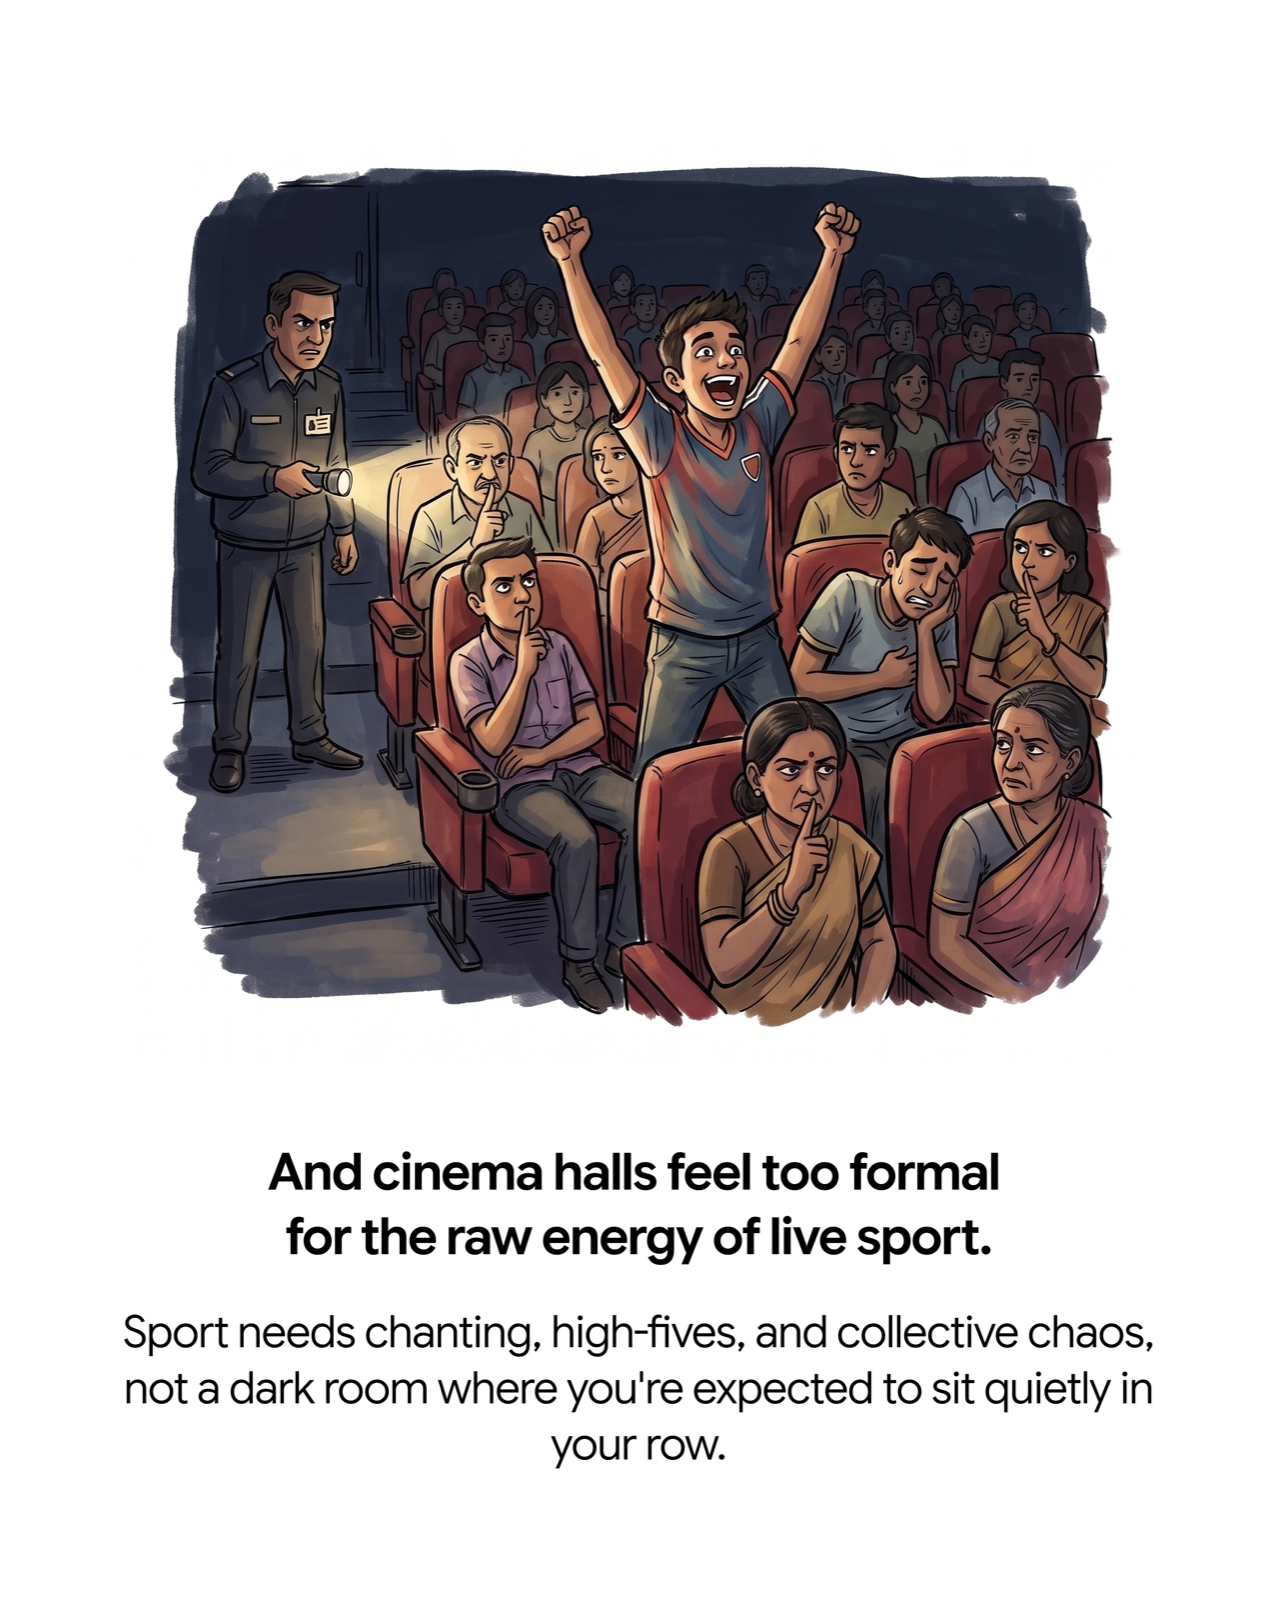 And cinema halls feel too formal
for the raw energy of live sport.
Sport needs chanting, high-fives, and collective chaos,
not a dark room where you're expected to sit quietly in
your row.